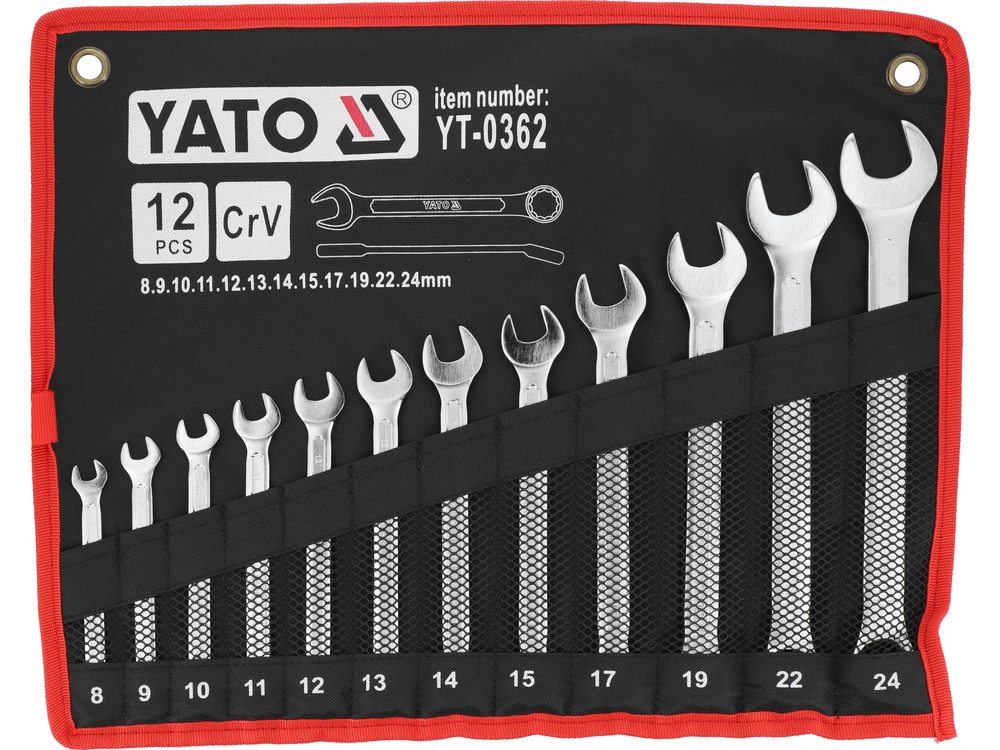 YATO ®
item number:
YT-0362
12
PCS
CrV
YATO
8.9.10.11.12.13.14.15.17.19.22.24mm
8 9 10 11 12 13 14 15 17 19 22 24